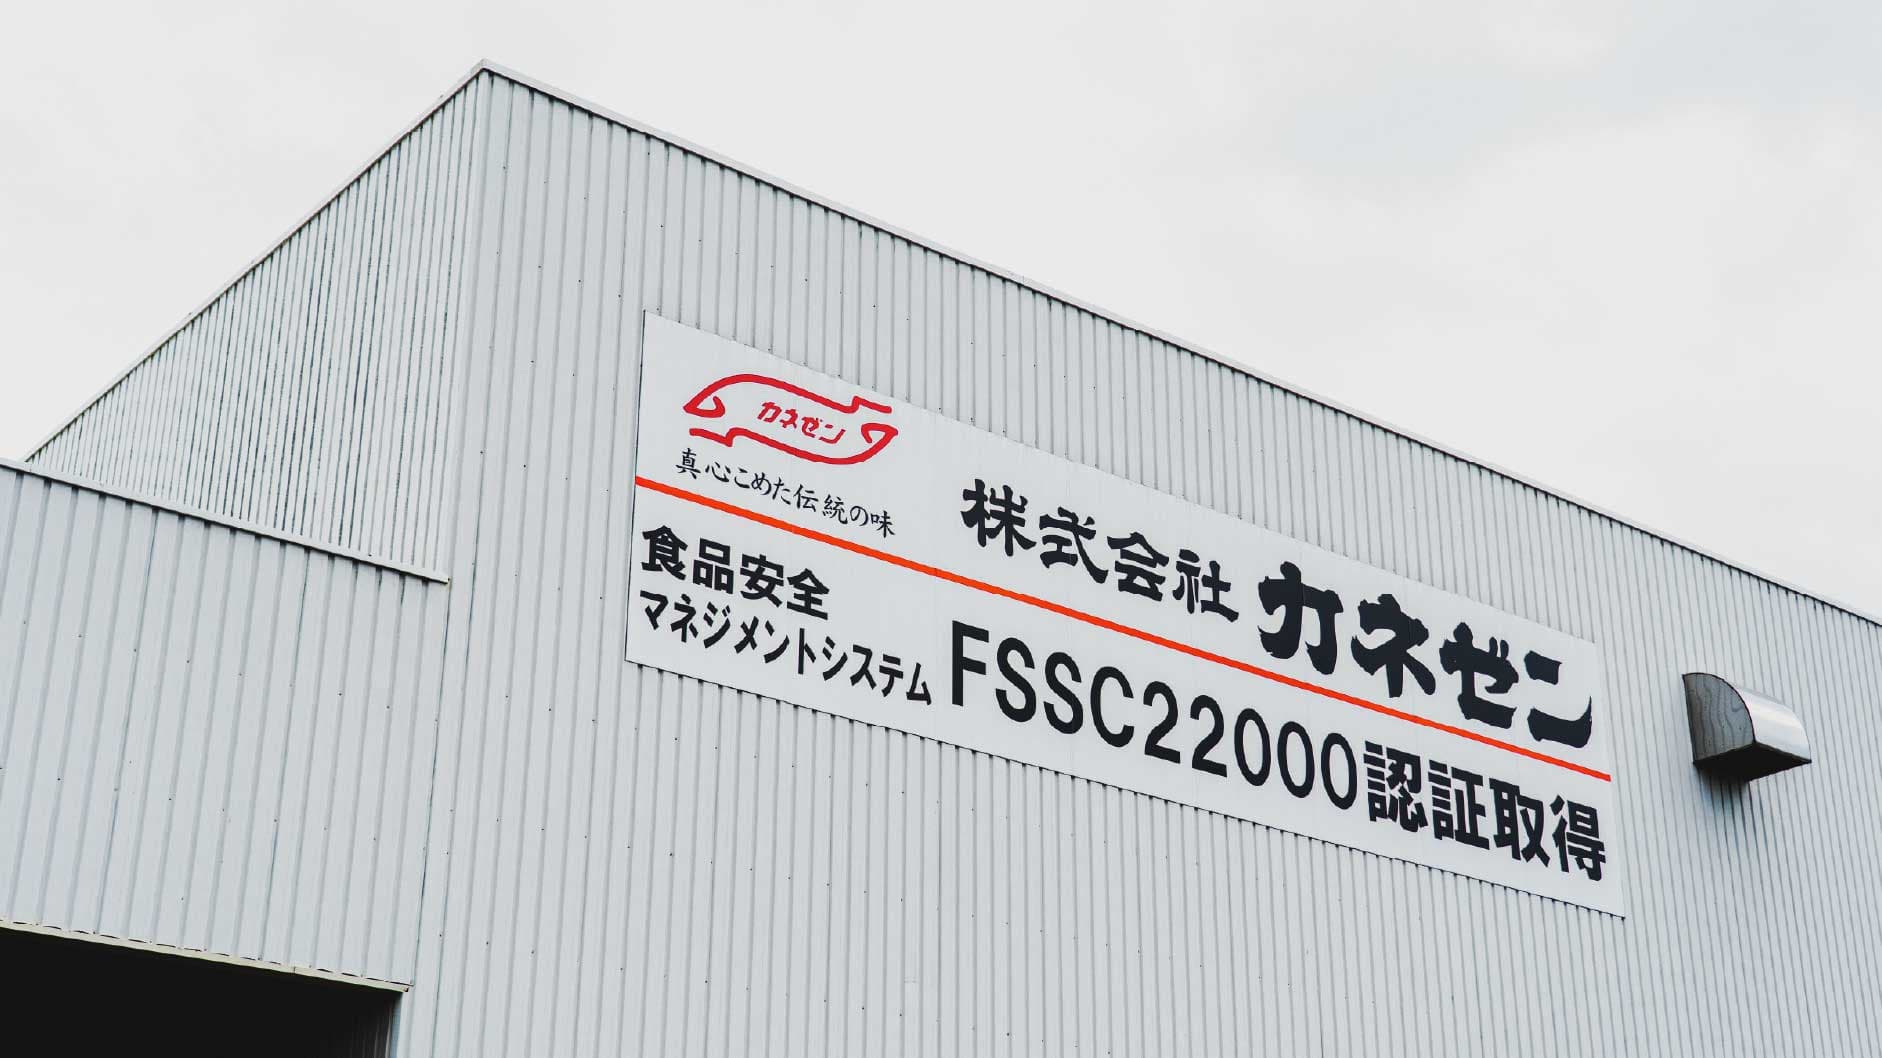 カネゼン
真心こめた伝統の味
株式会社 カネゼン
食品安全
マネジメントシステム FSSC22000認証取得